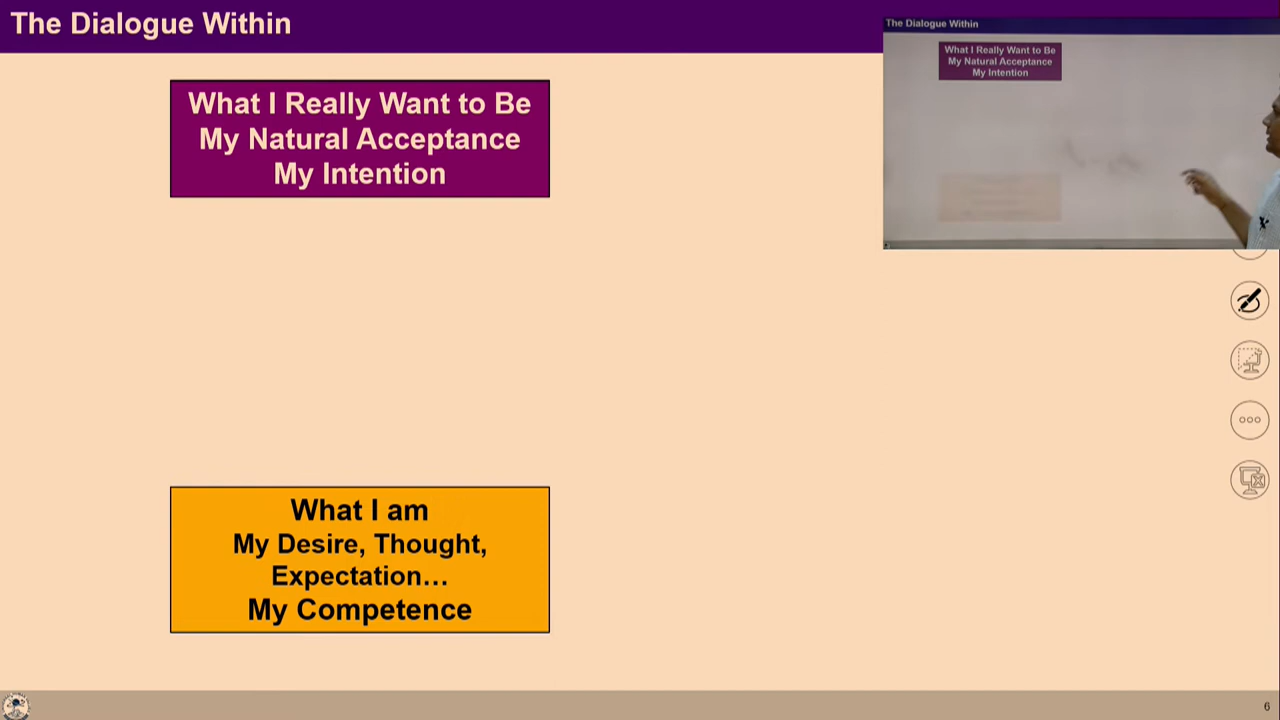 The Dialogue Within
What I Really Want to Be
My Natural Acceptance
My Intention
What I am
My Desire, Thought,
Expectation…
My Competence
The Dialogue Within
What I Really Want to Be
My Natural Acceptance
My Intention
6